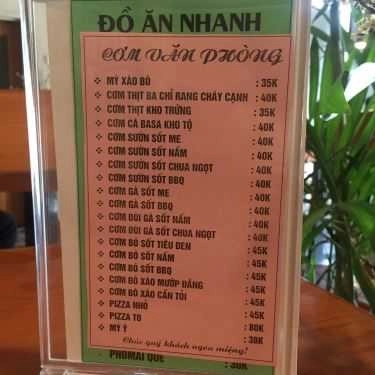 ĐỒ ĂN NHANH
CƠM VĂN PHÒNG
❖ MỲ XÀO BÒ : 35K
❖ CƠM THỊT BA CHỈ RANG CHÁY CẠNH : 40K
❖ CƠM THỊT KHO TRỨNG : 35K
❖ CƠM CÁ BASA KHO TỘ : 40K
❖ CƠM SƯỜN SỐT ME : 40K
❖ CƠM SƯỜN SỐT NẤM : 40K
❖ CƠM SƯỜN SỐT CHUA NGỌT : 40K
❖ CƠM SƯỜN SỐT BBQ : 40K
❖ CƠM GÀ SỐT ME : 40K
❖ CƠM GÀ SỐT BBQ : 40K
❖ CƠM ĐÙI GÀ SỐT NẤM : 40K
❖ CƠM ĐÙI GÀ SỐT CHUA NGỌT : 40K
❖ CƠM BÒ SỐT TIÊU ĐEN : 45K
❖ CƠM BÒ SỐT NẤM : 45K
❖ CƠM BÒ SỐT BBQ : 45K
❖ CƠM BÒ XÀO MƯỚP ĐẮNG : 45K
❖ CƠM BÒ XÀO CẦN TỎI : 45K
❖ PIZZA NHỎ : 45K
❖ PIZZA TO : 80K
❖ MỲ Ý : 38K
Chúc quý khách ngon miệng!
PHOMAI QUE : 30K